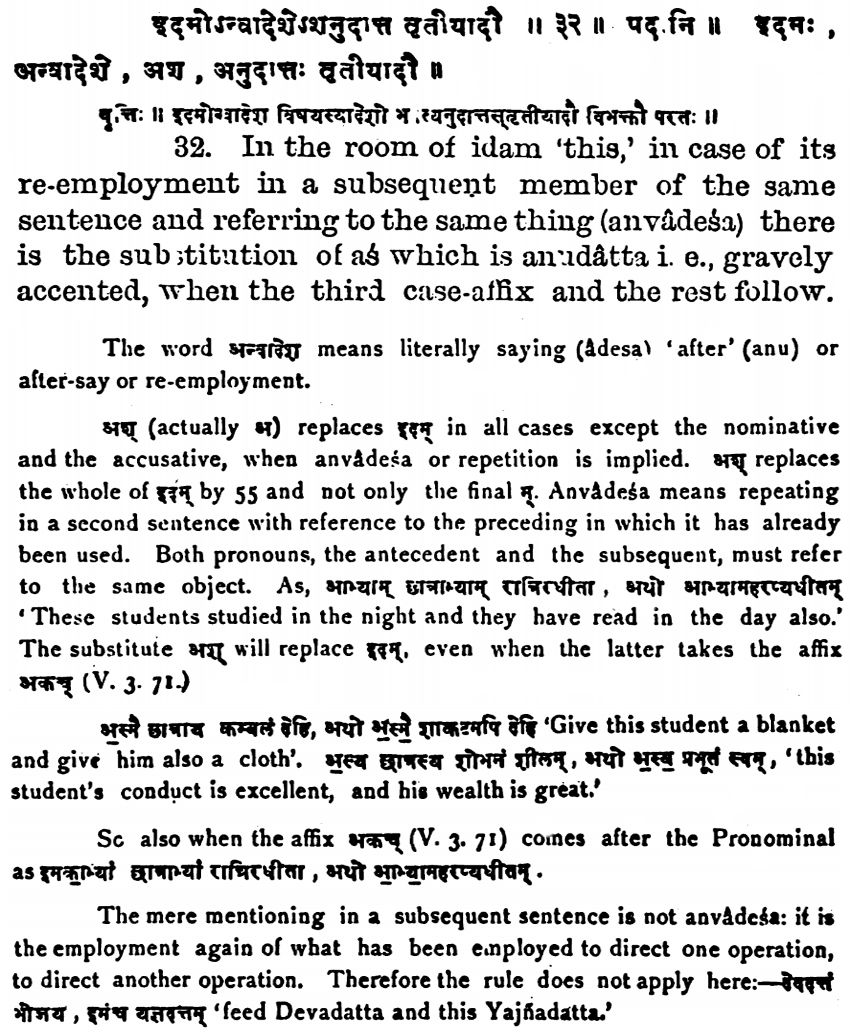 इदमोऽन्वादेशेऽशनुदात्त तृतीयादौ ॥ ३२ ॥ पद.नि ॥ इदमः ,
अन्वादेशे , अश , अनुदात्तः तृतीयादौ ॥
वृत्तिः ॥ इदमोन्वादेश विषयस्यादेशो भ .त्यनुदात्तस्तृतीयादौ विभक्तौ परतः ॥
32. In the room of idam ‘this,’ in case of its
re-employment in a subsequent member of the same
sentence and referring to the same thing (anvâdeśa) there
is the substitution of aś which is anudâtta i. e., gravely
accented, when the third case-affix and the rest follow.
The word अन्वादेश means literally saying (âdesa) ‘after’ (anu) or
after-say or re-employment.
अश् (actually अ) replaces इदम् in all cases except the nominative
and the accusative, when anvâdeśa or repetition is implied. अश् replaces
the whole of इदम् by 55 and not only the final म्. Anvâdeśa means repeating
in a second sentence with reference to the preceding in which it has already
been used. Both pronouns, the antecedent and the subsequent, must refer
to the same object. As, आभ्याम् छात्राभ्याम् रात्रिरधीता , अथो आभ्यामहरप्यधीतम्
‘These students studied in the night and they have read in the day also.’
The substitute अश् will replace इदम्, even when the latter takes the affix
अकच् (V. 3. 71.)
अस्मै छात्राय कम्बलं देहि, अथो अस्मै शाकटमपि देहि ‘Give this student a blanket
and give him also a cloth’. अस्य छात्रस्य शोभनं शीलम् , अथो अस्य प्रभूतं स्वम् , ‘this
student's conduct is excellent, and his wealth is great.’
So also when the affix अकच् (V. 3. 71) comes after the Pronominal
as इमकाभ्यां छात्राभ्यां रात्रिरधीता , अथो आभ्यामहरप्यधीतम् .
The mere mentioning in a subsequent sentence is not anvâdeśa: it is
the employment again of what has been employed to direct one operation,
to direct another operation. Therefore the rule does not apply here:—देवदत्तं
भोजय , इमंच यज्ञदत्तम् ‘feed Devadatta and this Yajñadatta.’